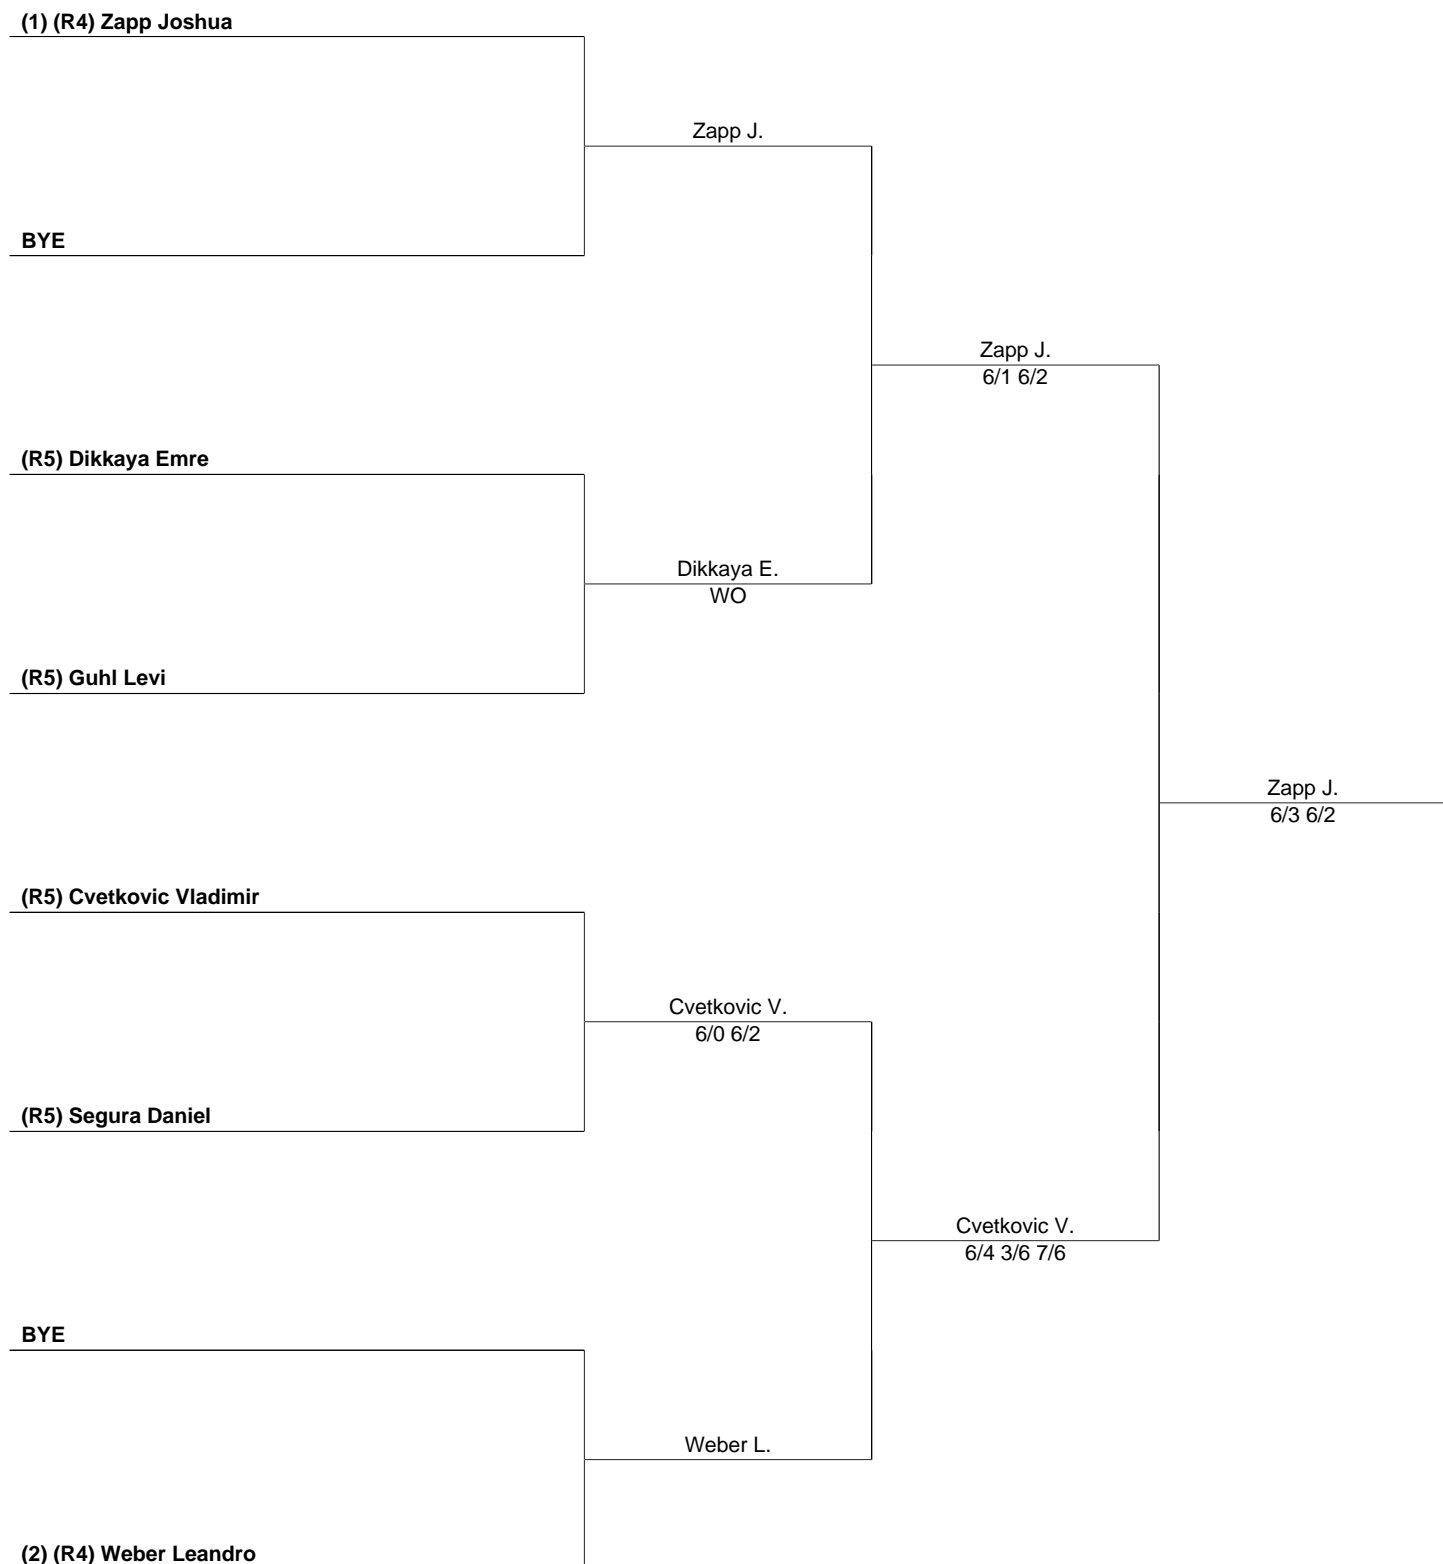 (1) (R4) Zapp Joshua
Zapp J.
BYE
Zapp J.
6/1 6/2
(R5) Dikkaya Emre
Dikkaya E.
WO
(R5) Guhl Levi
Zapp J.
6/3 6/2
(R5) Cvetkovic Vladimir
Cvetkovic V.
6/0 6/2
(R5) Segura Daniel
Cvetkovic V.
6/4 3/6 7/6
BYE
Weber L.
(2) (R4) Weber Leandro